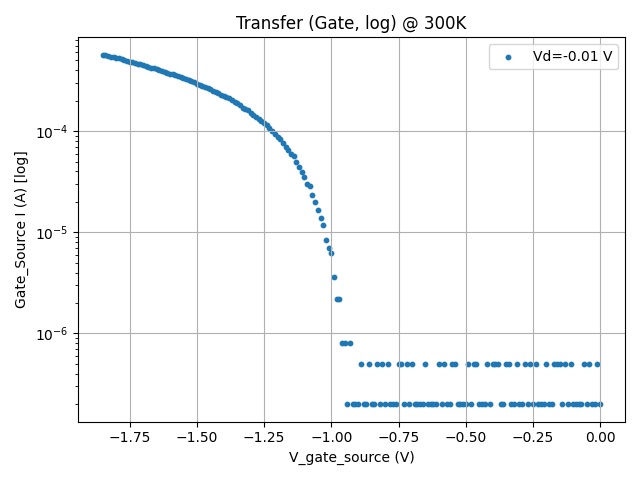 Transfer (Gate, log) @ 300K
Vd=-0.01 V
Gate_Source I (A) [log]
10⁻⁴
10⁻⁵
10⁻⁶
−1.75 −1.50 −1.25 −1.00 −0.75 −0.50 −0.25 0.00
V_gate_source (V)